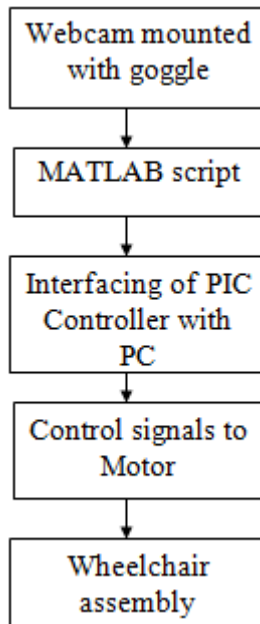 Webcam mounted
with goggle
MATLAB script
Interfacing of PIC
Controller with
PC
Control signals to
Motor
Wheelchair
assembly